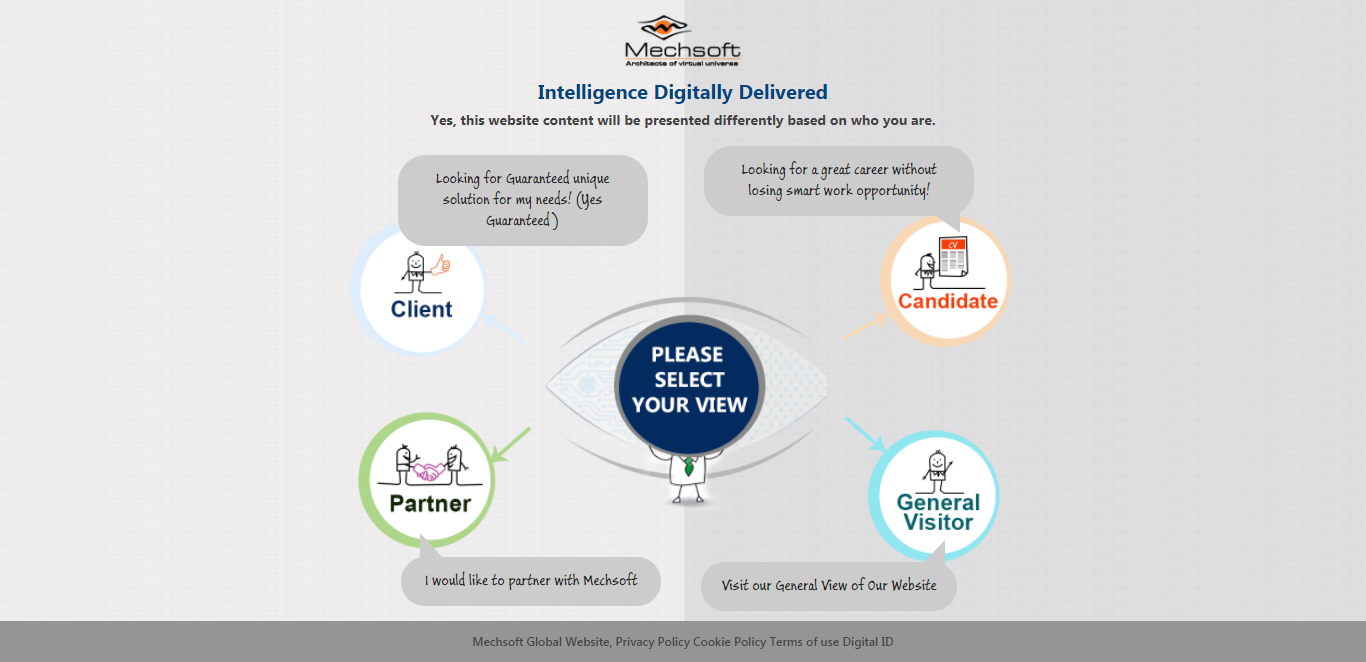 Mechsoft
Architects of virtual universe
Intelligence Digitally Delivered
Yes, this website content will be presented differently based on who you are.
Looking for Guaranteed unique
solution for my needs! (Yes
Guaranteed )
Looking for a great career without
losing smart work opportunity!
Client
CV
Candidate
PLEASE
SELECT
YOUR VIEW
Partner
General
Visitor
I would like to partner with Mechsoft
Visit our General View of Our Website
Mechsoft Global Website, Privacy Policy Cookie Policy Terms of use Digital ID